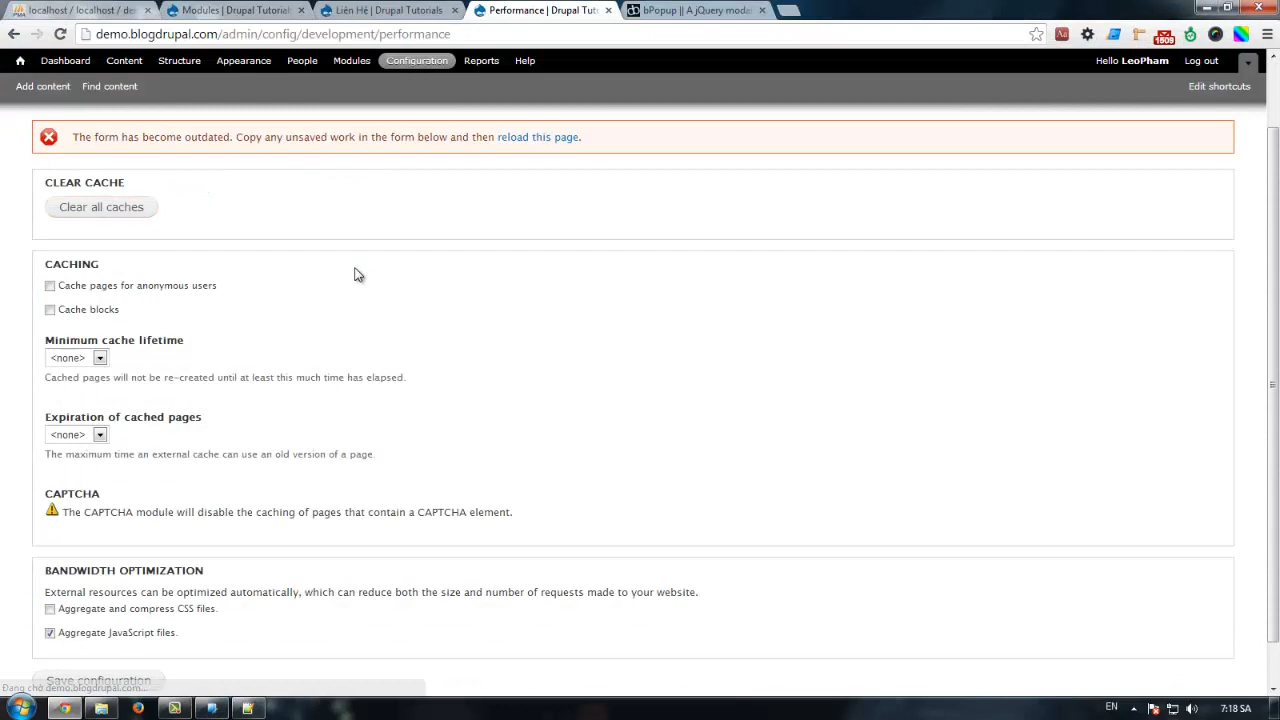 localhost / localhost / de
Modules | Drupal Tutorials
Liên Hệ | Drupal Tutorials
Performance | Drupal Tut
bPopup || A jQuery moda
demo.blogdrupal.com/admin/config/development/performance
1509
Dashboard Content Structure Appearance People Modules Configuration Reports Help Hello LeoPham Log out
Add content Find content Edit shortcuts
The form has become outdated. Copy any unsaved work in the form below and then reload this page.
CLEAR CACHE
Clear all caches
CACHING
Cache pages for anonymous users
Cache blocks
Minimum cache lifetime
<none>
Cached pages will not be re-created until at least this much time has elapsed.
Expiration of cached pages
<none>
The maximum time an external cache can use an old version of a page.
CAPTCHA
The CAPTCHA module will disable the caching of pages that contain a CAPTCHA element.
BANDWIDTH OPTIMIZATION
External resources can be optimized automatically, which can reduce both the size and number of requests made to your website.
Aggregate and compress CSS files.
Aggregate JavaScript files.
Save configuration
Đang chờ demo.blogdrupal.com...
EN 7:18 SA